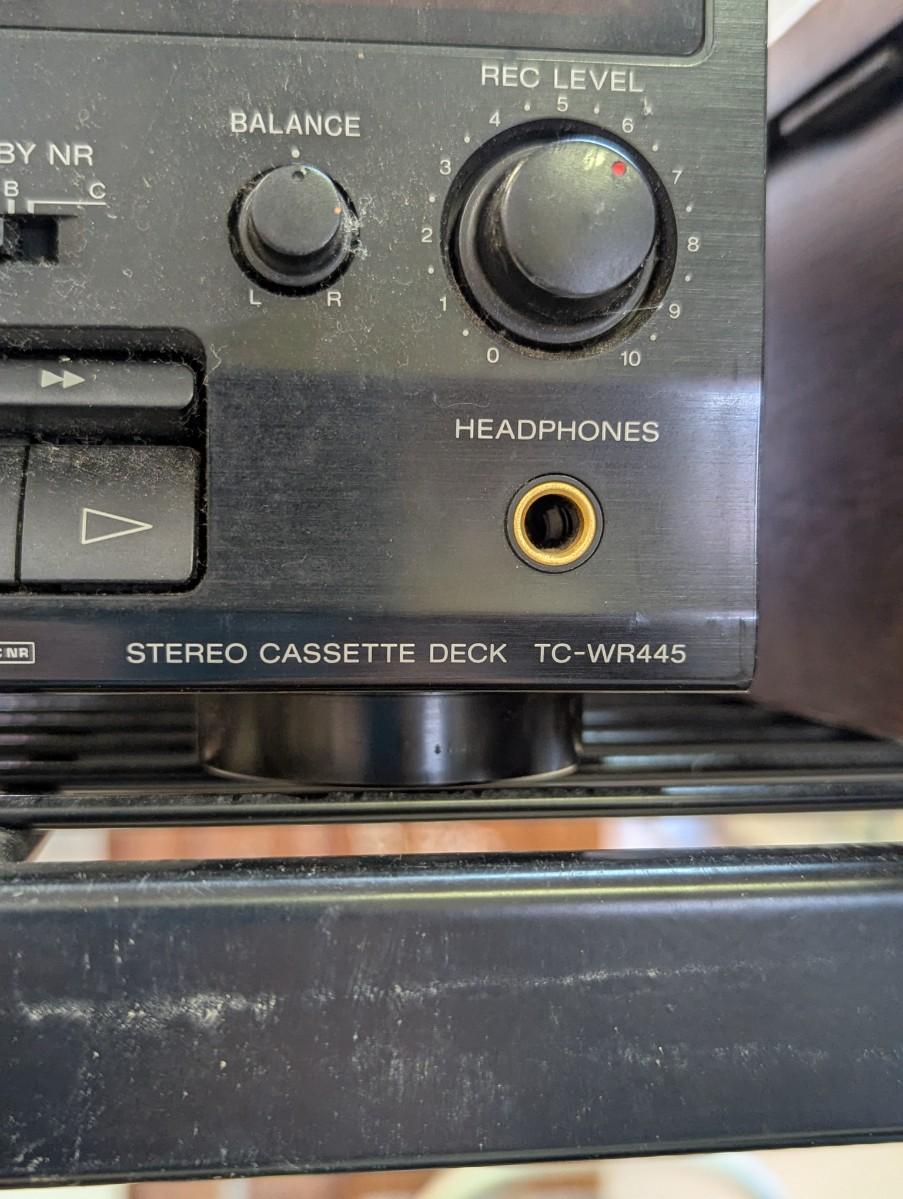 REC LEVEL
0 1 2 3 4 5 6 7 8 9 10
BALANCE
L R
BY NR
B C
HEADPHONES
NR
STEREO CASSETTE DECK TC-WR445